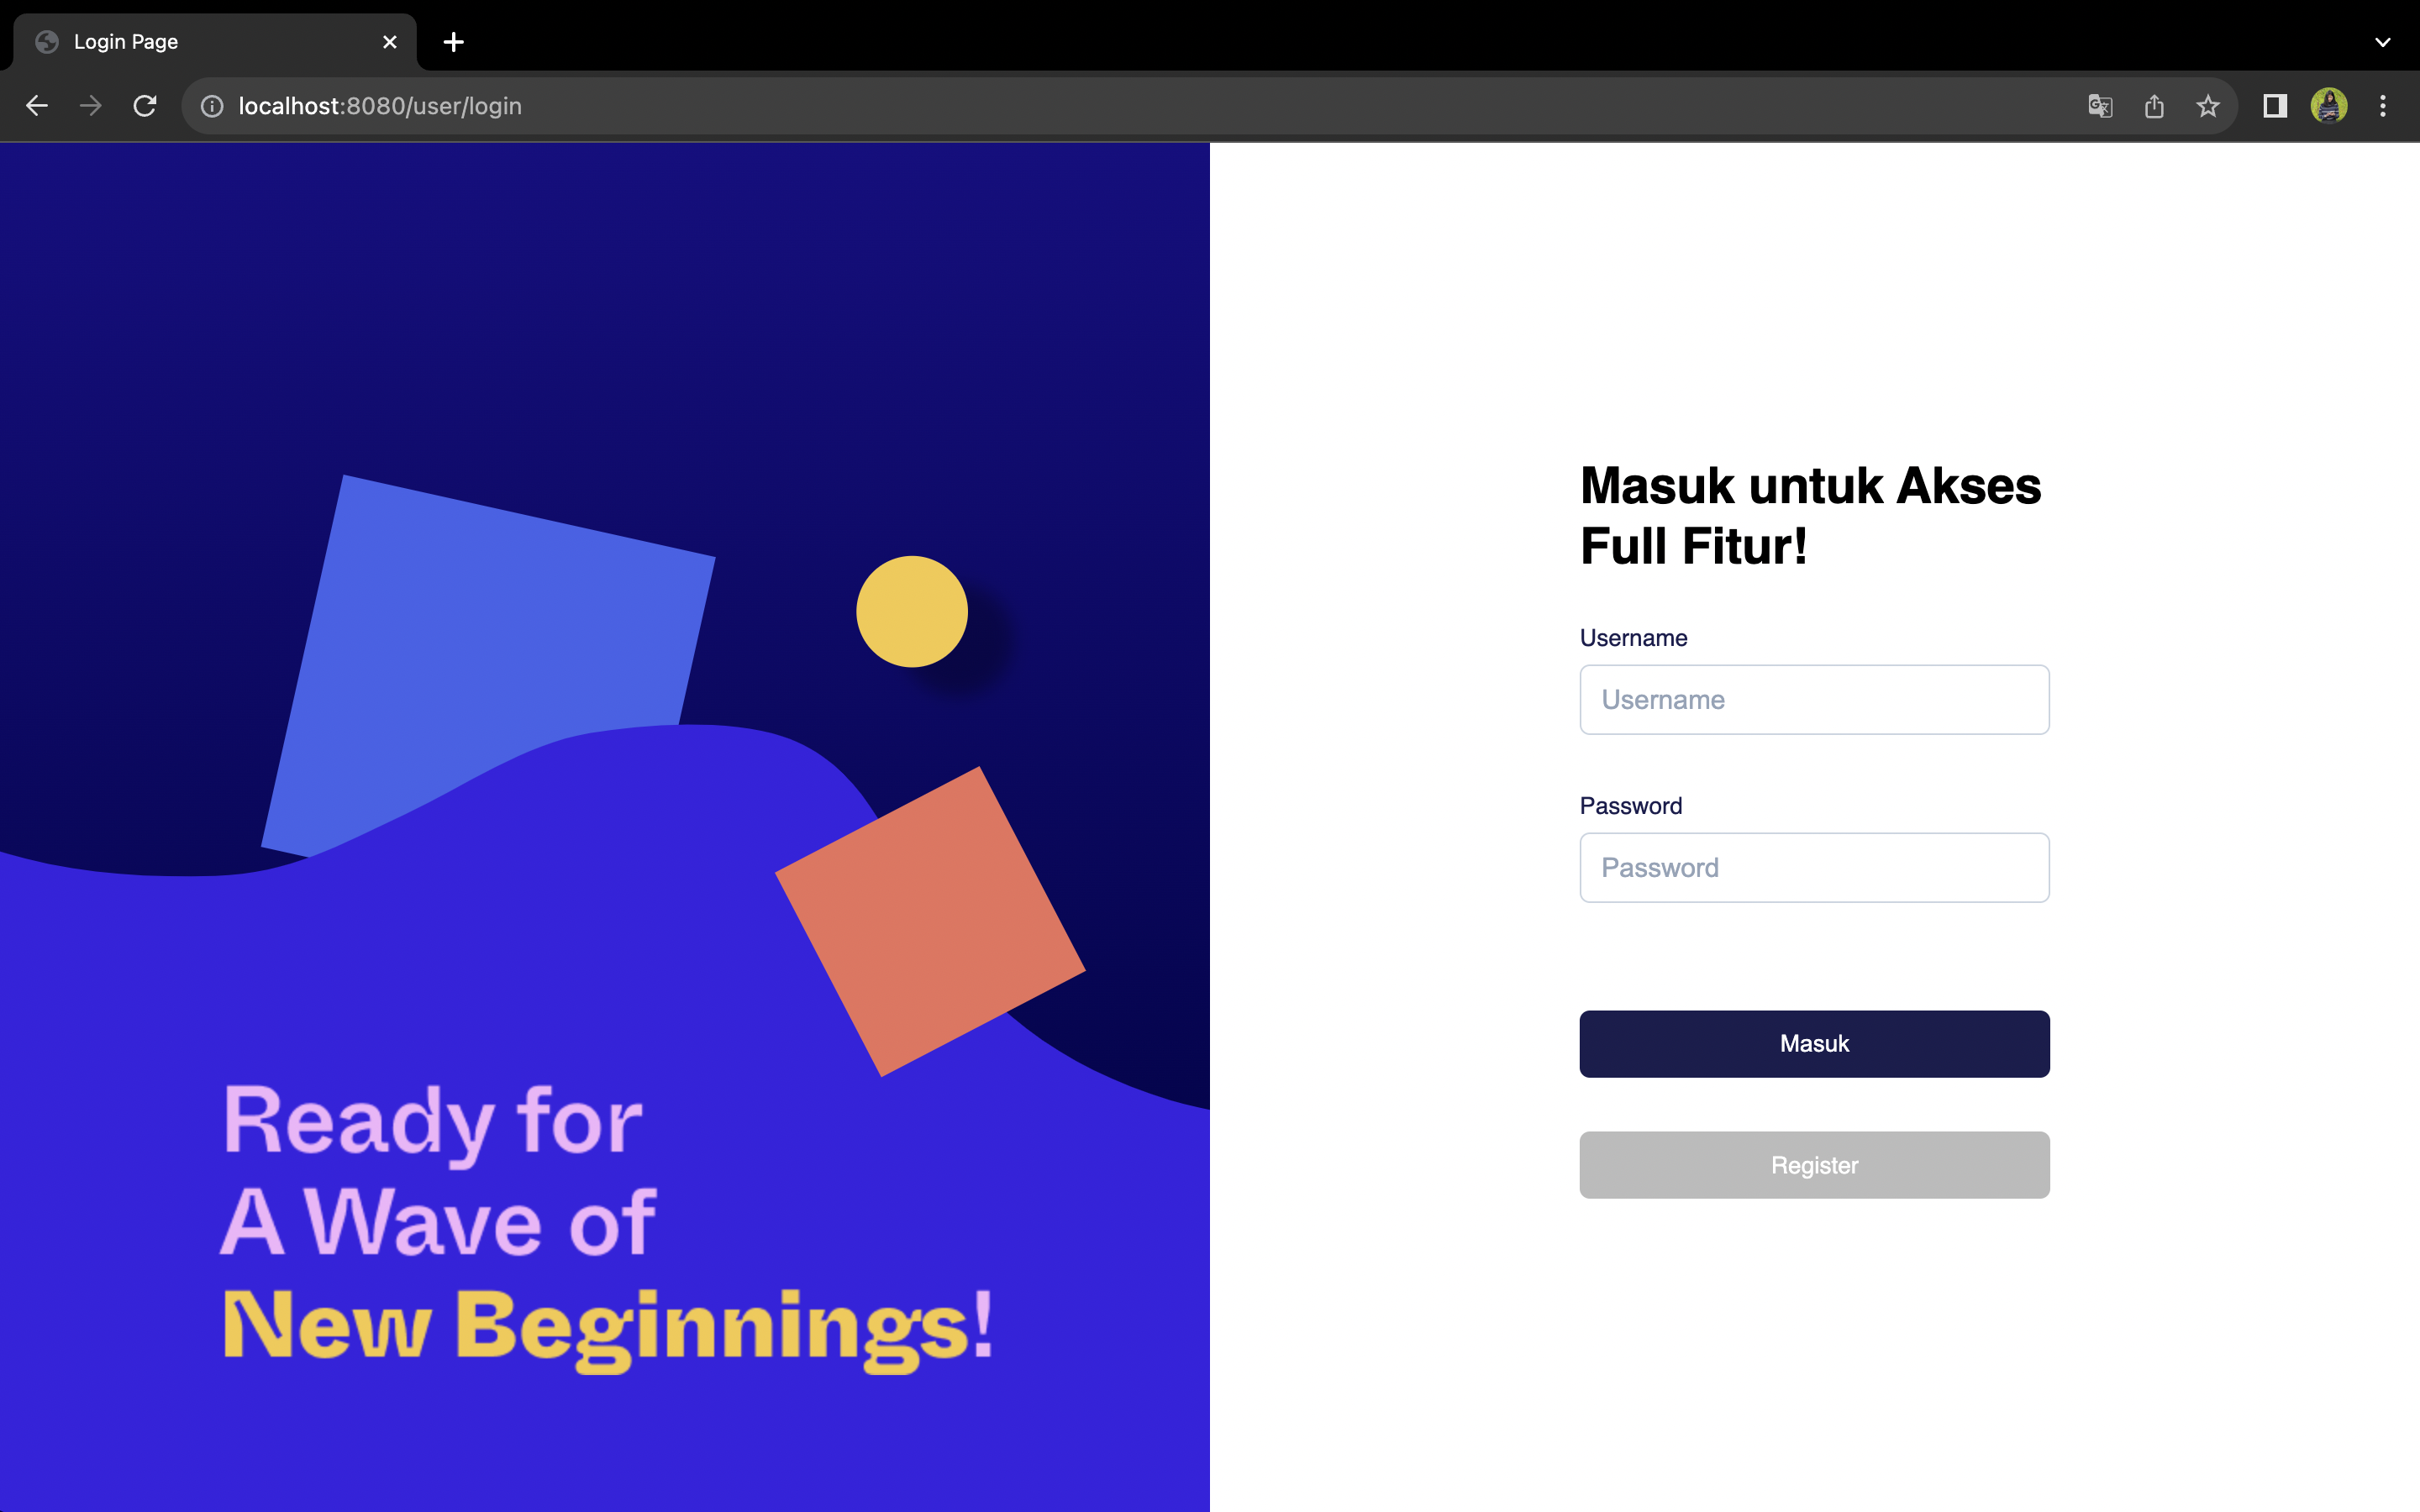 Login Page
localhost:8080/user/login
Ready for
A Wave of
New Beginnings!
Masuk untuk Akses
Full Fitur!
Username
Username
Password
Password
Masuk
Register